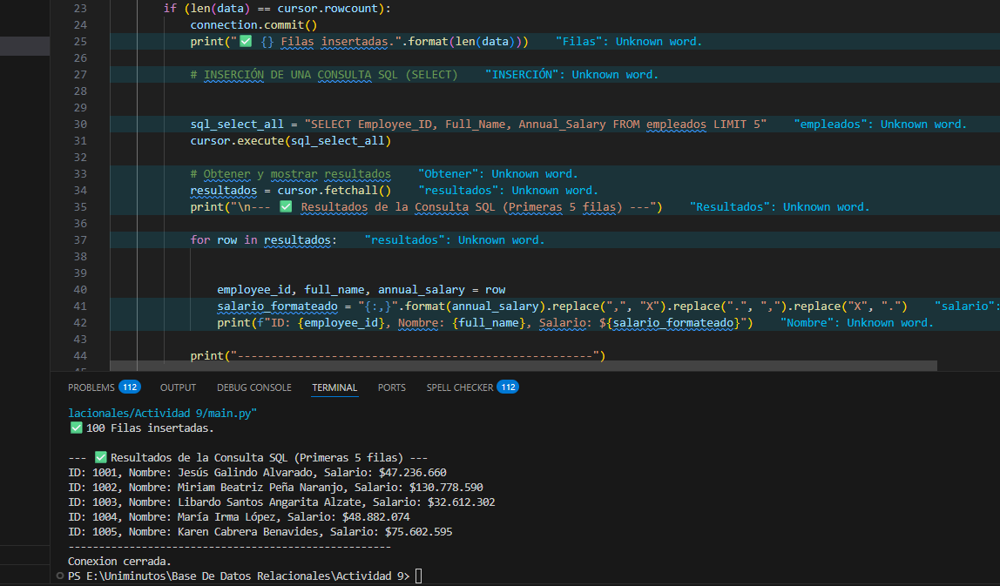 23 if (len(data) == cursor.rowcount):
24 connection.commit()
25 print("✅ {} Filas insertadas.".format(len(data))) "Filas": Unknown word.
26
27 # INSERCIÓN DE UNA CONSULTA SQL (SELECT) "INSERCIÓN": Unknown word.
28
29
30 sql_select_all = "SELECT Employee_ID, Full_Name, Annual_Salary FROM empleados LIMIT 5" "empleados": Unknown word.
31 cursor.execute(sql_select_all)
32
33 # Obtener y mostrar resultados "Obtener": Unknown word.
34 resultados = cursor.fetchall() "resultados": Unknown word.
35 print("\n--- ✅ Resultados de la Consulta SQL (Primeras 5 filas) ---") "Resultados": Unknown word.
36
37 for row in resultados: "resultados": Unknown word.
38
39
40 employee_id, full_name, annual_salary = row
41 salario_formateado = "{:,}".format(annual_salary).replace(",", "X").replace(".", ",").replace("X", ".") "salario":
42 print(f"ID: {employee_id}, Nombre: {full_name}, Salario: ${salario_formateado}") "Nombre": Unknown word.
43
44 print("-----------------------------------------------------")
PROBLEMS 112 OUTPUT DEBUG CONSOLE TERMINAL PORTS SPELL CHECKER 112
lacionales/Actividad 9/main.py"
✅ 100 Filas insertadas.
--- ✅ Resultados de la Consulta SQL (Primeras 5 filas) ---
ID: 1001, Nombre: Jesús Galindo Alvarado, Salario: $47.236.660
ID: 1002, Nombre: Miriam Beatriz Peña Naranjo, Salario: $130.778.590
ID: 1003, Nombre: Libardo Santos Angarita Alzate, Salario: $32.612.302
ID: 1004, Nombre: María Irma López, Salario: $48.882.074
ID: 1005, Nombre: Karen Cabrera Benavides, Salario: $75.602.595
-----------------------------------------------------
Conexion cerrada.
PS E:\Uniminutos\Base De Datos Relacionales\Actividad 9>